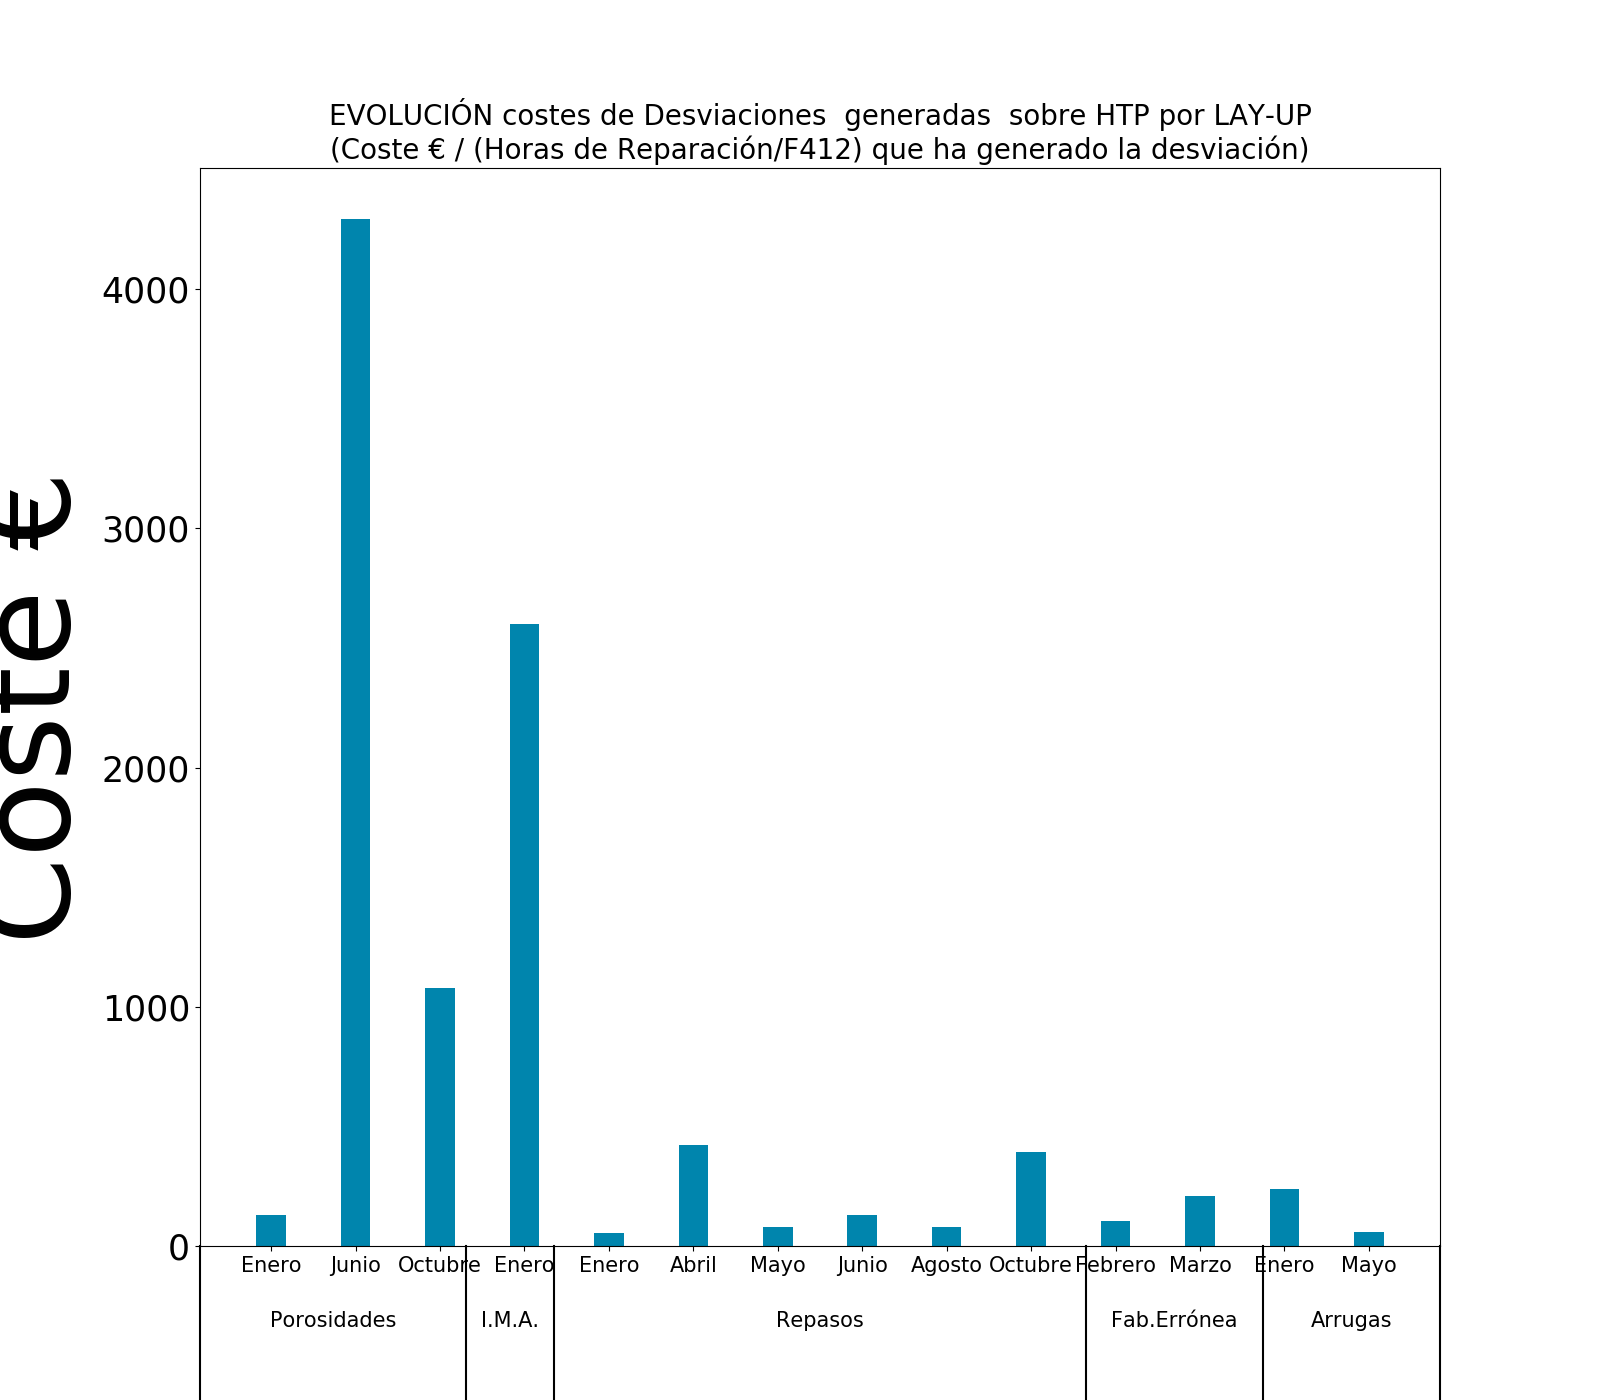 EVOLUCIÓN costes de Desviaciones  generadas  sobre HTP por LAY-UP
(Coste € / (Horas de Reparación/F412) que ha generado la desviación)
Coste €
4000
3000
2000
1000
0
Enero Junio Octubre Enero Enero Abril Mayo Junio Agosto Octubre Febrero Marzo Enero Mayo
Porosidades I.M.A. Repasos Fab.Errónea Arrugas